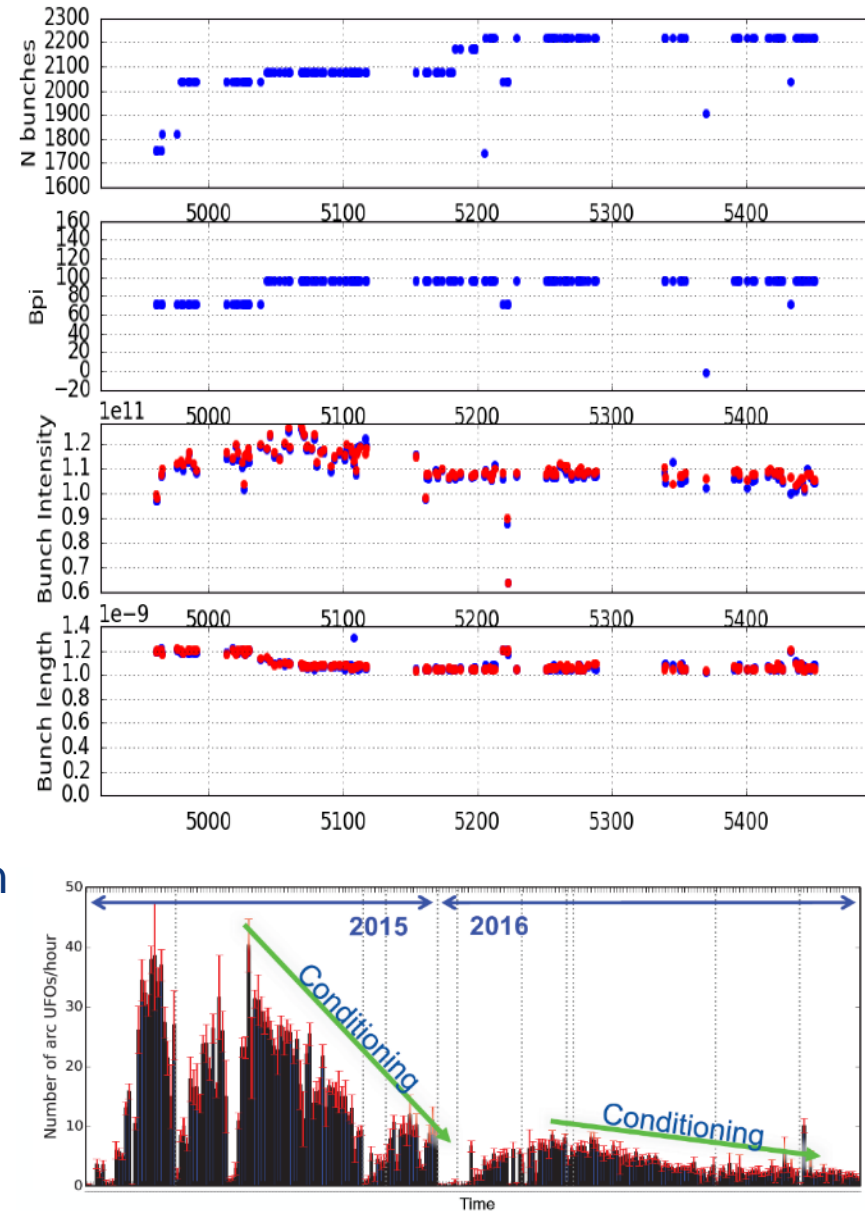 2300
2200
2100
2000
1900
1800
1700
1600
N bunches
5000 5100 5200 5300 5400
160
140
120
100
80
60
40
20
0
−20
Bpi
5000 5100 5200 5300 5400
1e11
1.2
1.1
1.0
0.9
0.8
0.7
0.6
Bunch Intensity
5000 5100 5200 5300 5400
1e−9
1.4
1.2
1.0
0.8
0.6
0.4
0.2
0.0
Bunch length
5000 5100 5200 5300 5400
n
50
40
30
20
10
0
Number of arc UFOs/hour
2015 2016
Conditioning
Conditioning
Time